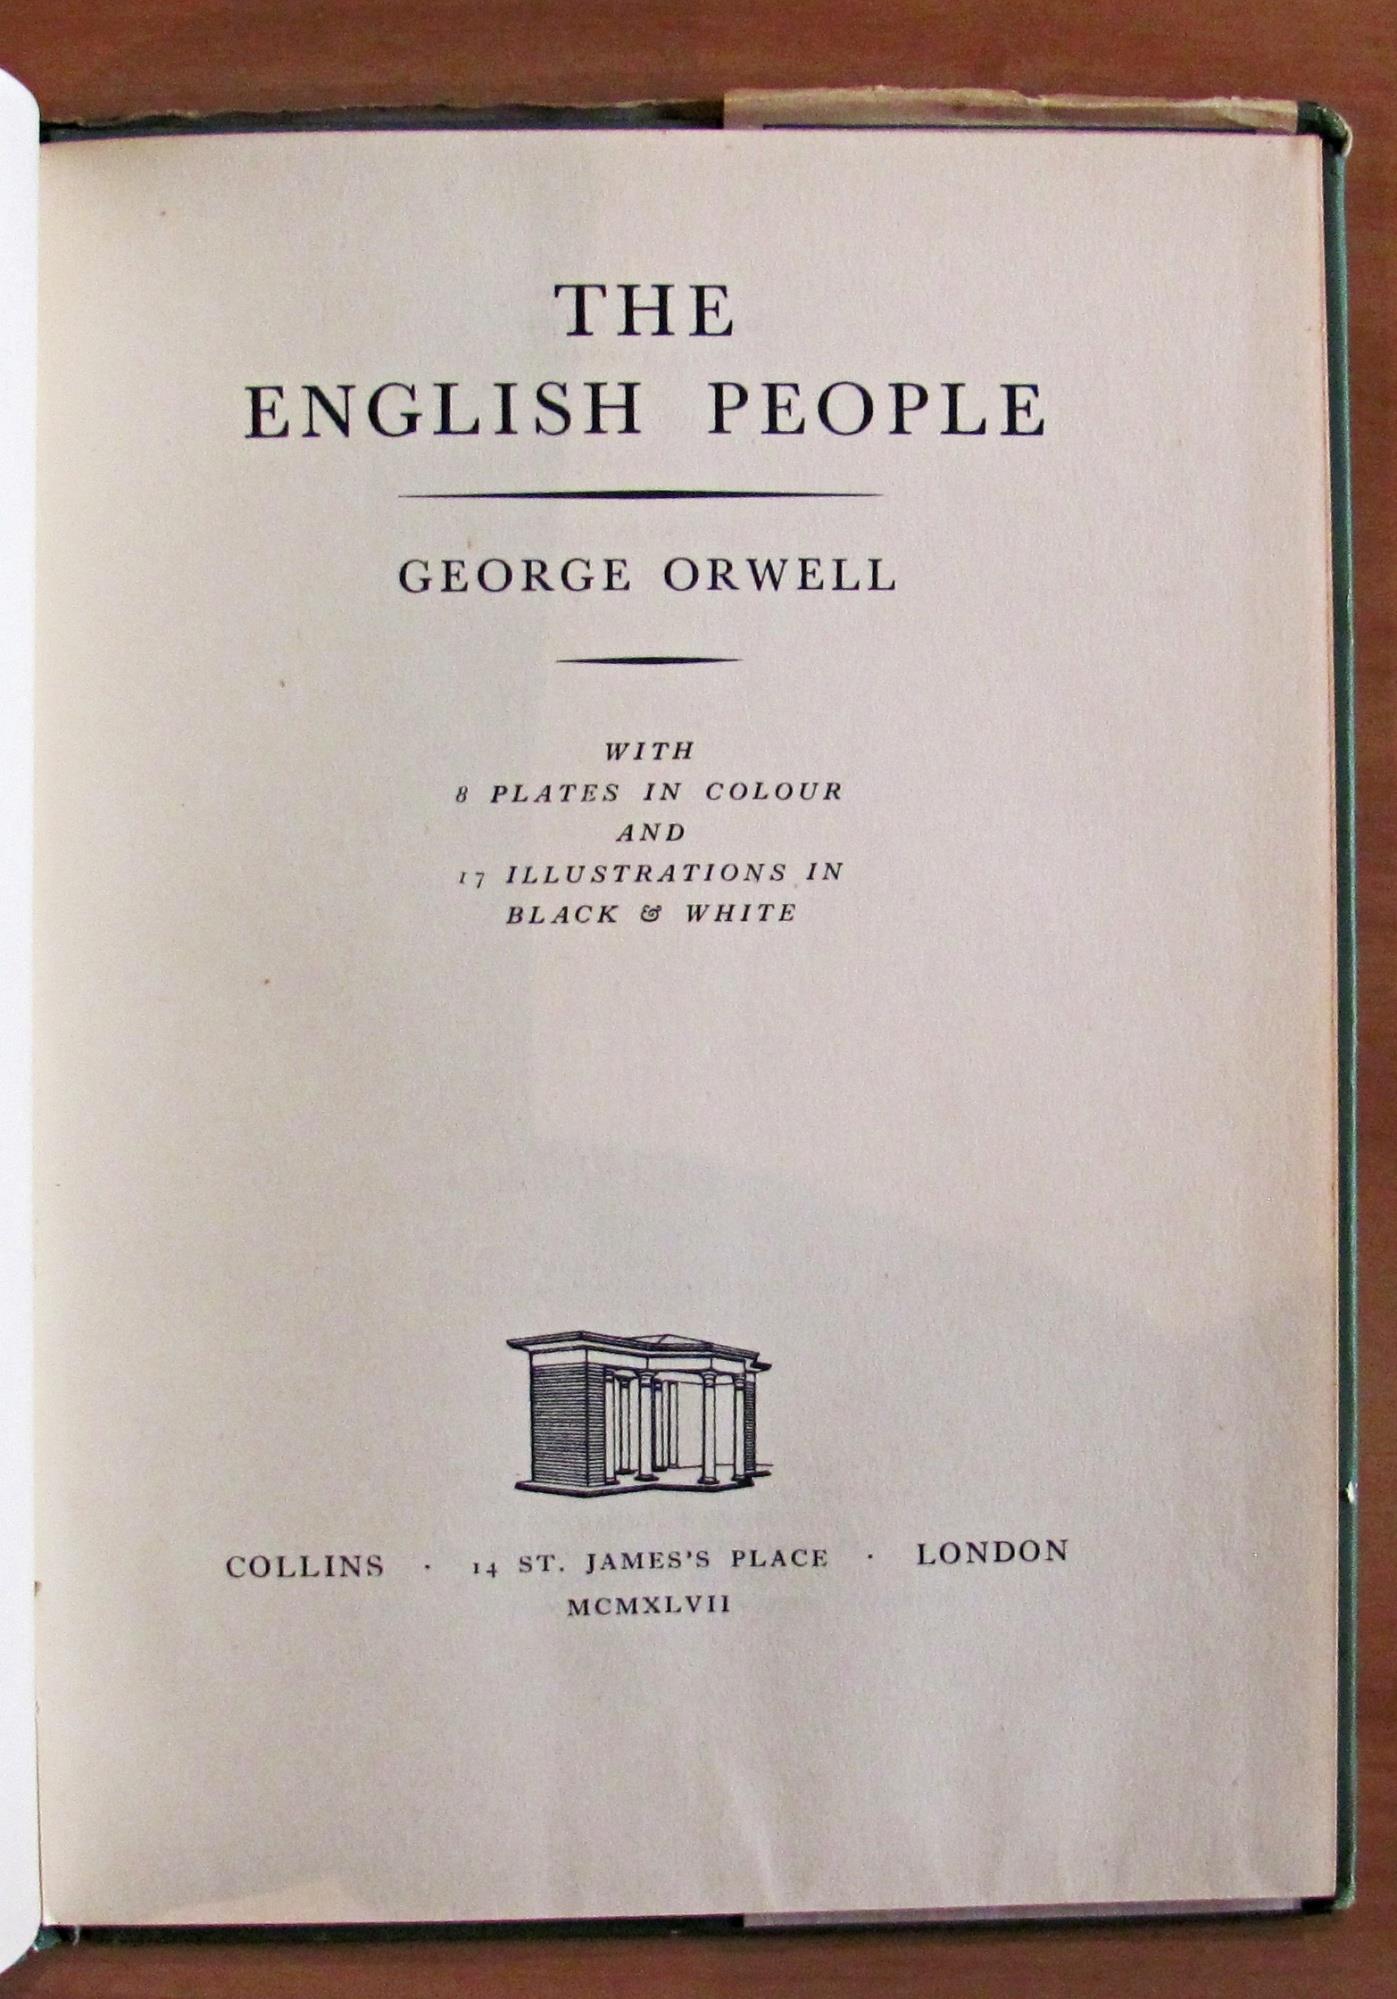 THE
ENGLISH PEOPLE
GEORGE ORWELL
WITH
8 PLATES IN COLOUR
AND
17 ILLUSTRATIONS IN
BLACK & WHITE
COLLINS · 14 ST. JAMES'S PLACE · LONDON
MCMXLVII